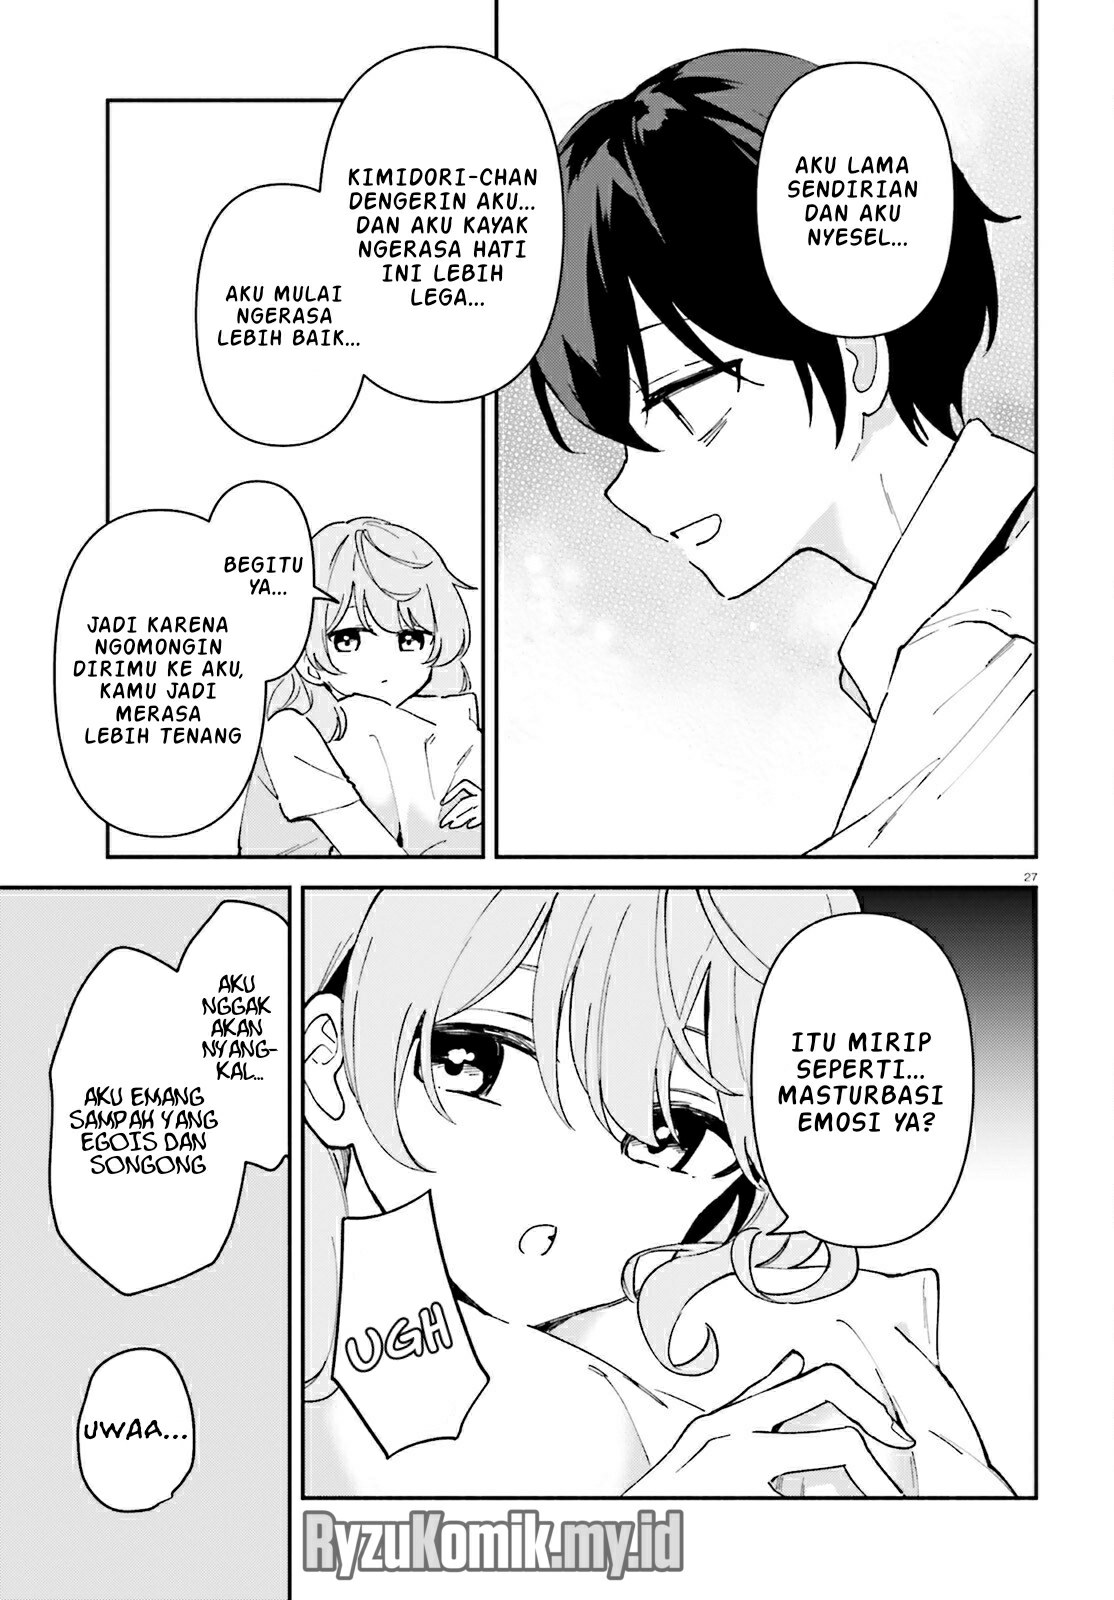 AKU LAMA
SENDIRIAN
DAN AKU
NYESEL...
KIMIDORI-CHAN
DENGERIN AKU...
DAN AKU KAYAK
NGERASA HATI
INI LEBIH
LEGA...
AKU MULAI
NGERASA
LEBIH BAIK...
BEGITU
YA...
JADI KARENA
NGOMONGIN
DIRIMU KE AKU,
KAMU JADI
MERASA
LEBIH TENANG
27
ITU MIRIP
SEPERTI...
MASTURBASI
EMOSI YA?
UGH
AKU
NGGAK
AKAN
NYANG-
KAL...
AKU EMANG
SAMPAH YANG
EGOIS DAN
SONGONG
UWAA...
RyzuKomik.my.id